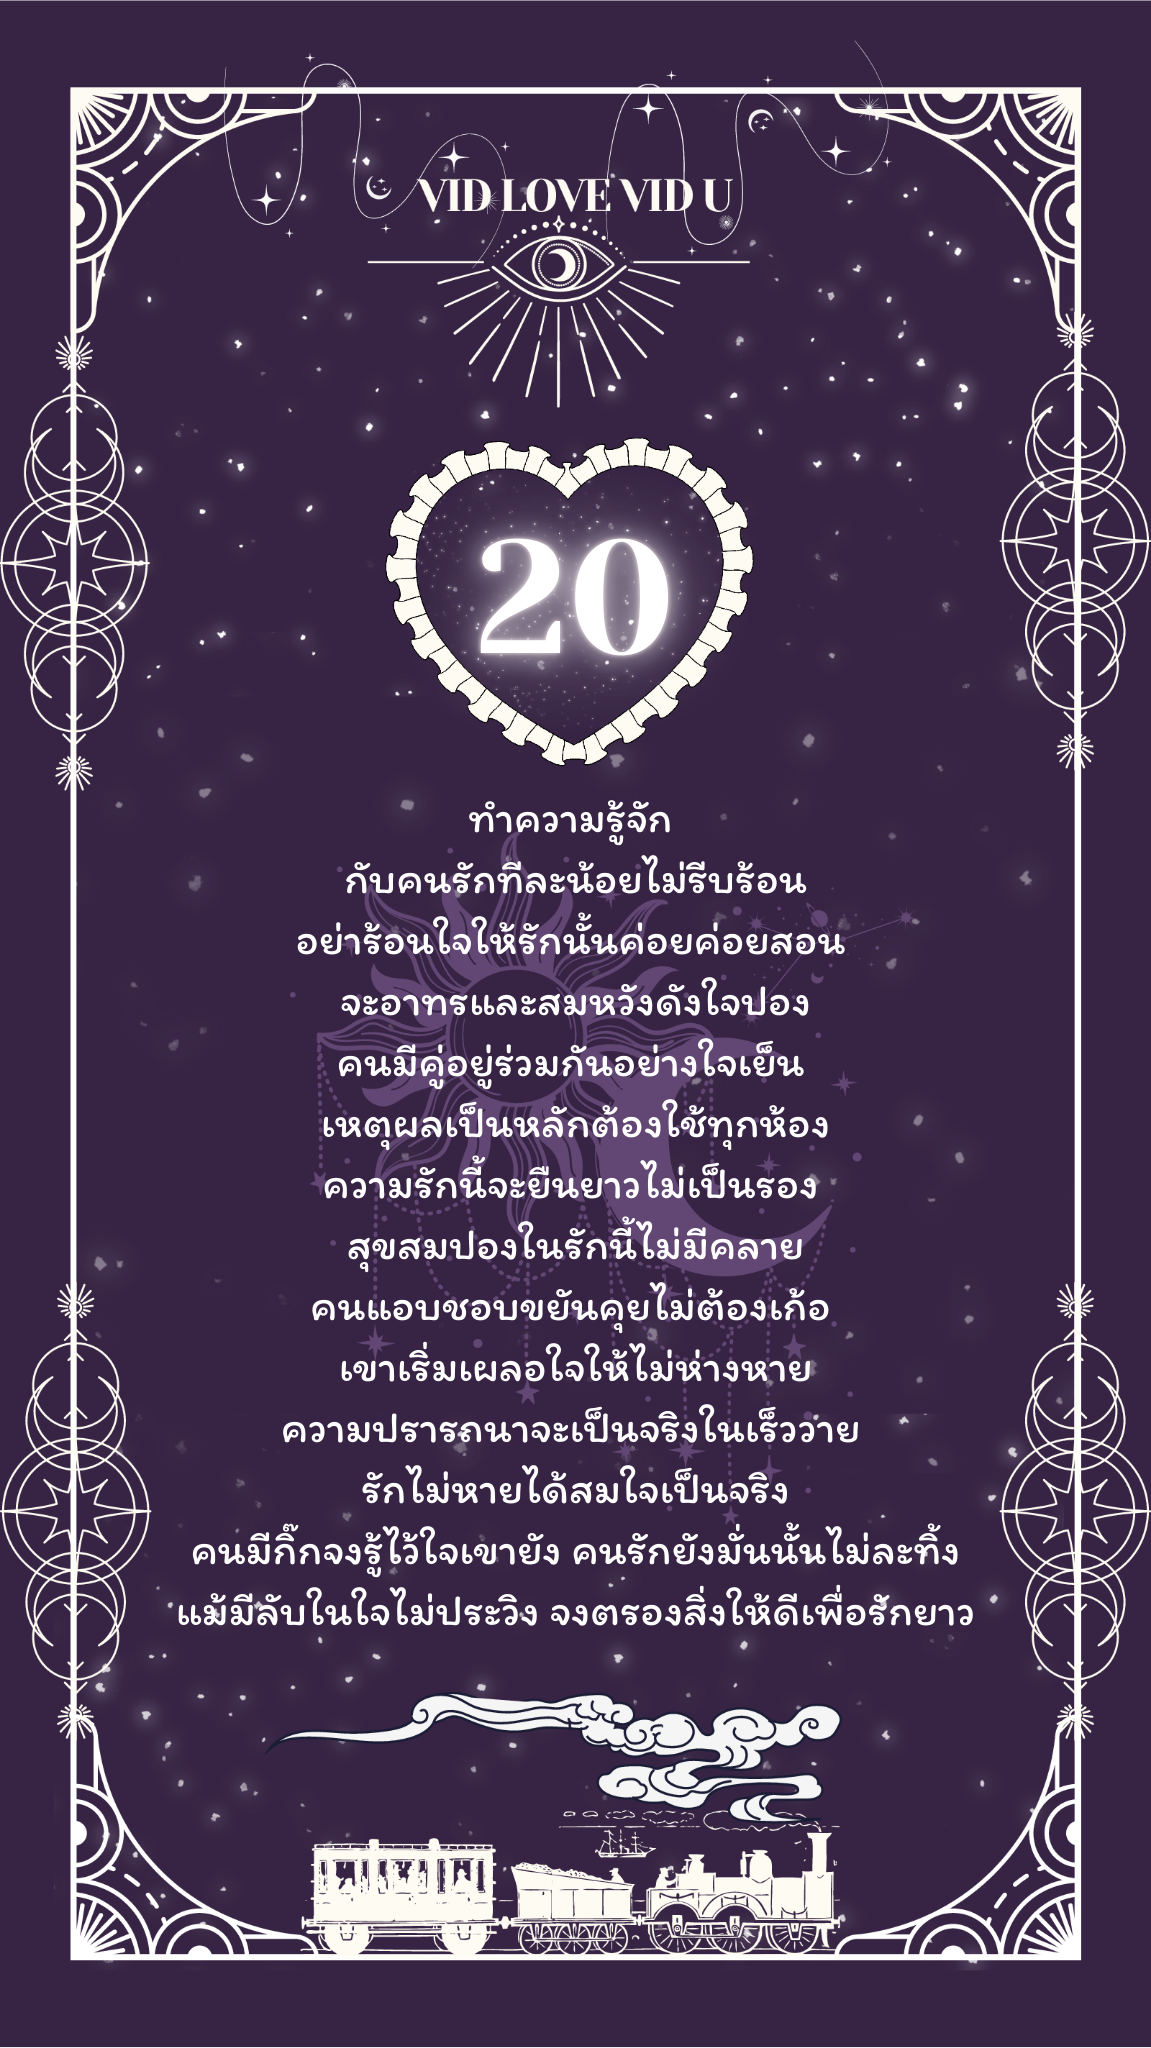 VID LOVE VID U
20
ทำความรู้จัก
กับคนรักทีละน้อยไม่รีบร้อน
อย่าร้อนใจให้รักนั้นค่อยค่อยสอน
จะอาทรและสมหวังดังใจปอง
คนมีคู่อยู่ร่วมกันอย่างใจเย็น
เหตุผลเป็นหลักต้องใช้ทุกห้อง
ความรักนี้จะยืนยาวไม่เป็นรอง
สุขสมปองในรักนี้ไม่มีคลาย
คนแอบชอบขยันคุยไม่ต้องเก้อ
เขาเริ่มเผลอใจให้ไม่ห่างหาย
ความปรารถนาจะเป็นจริงในเร็ววาย
รักไม่หายได้สมใจเป็นจริง
คนมีกิ๊กจงรู้ไว้ใจเขายัง คนรักยังมั่นนั้นไม่ละทิ้ง
แม้มีลับในใจไม่ประวิง จงตรองสิ่งให้ดีเพื่อรักยาว